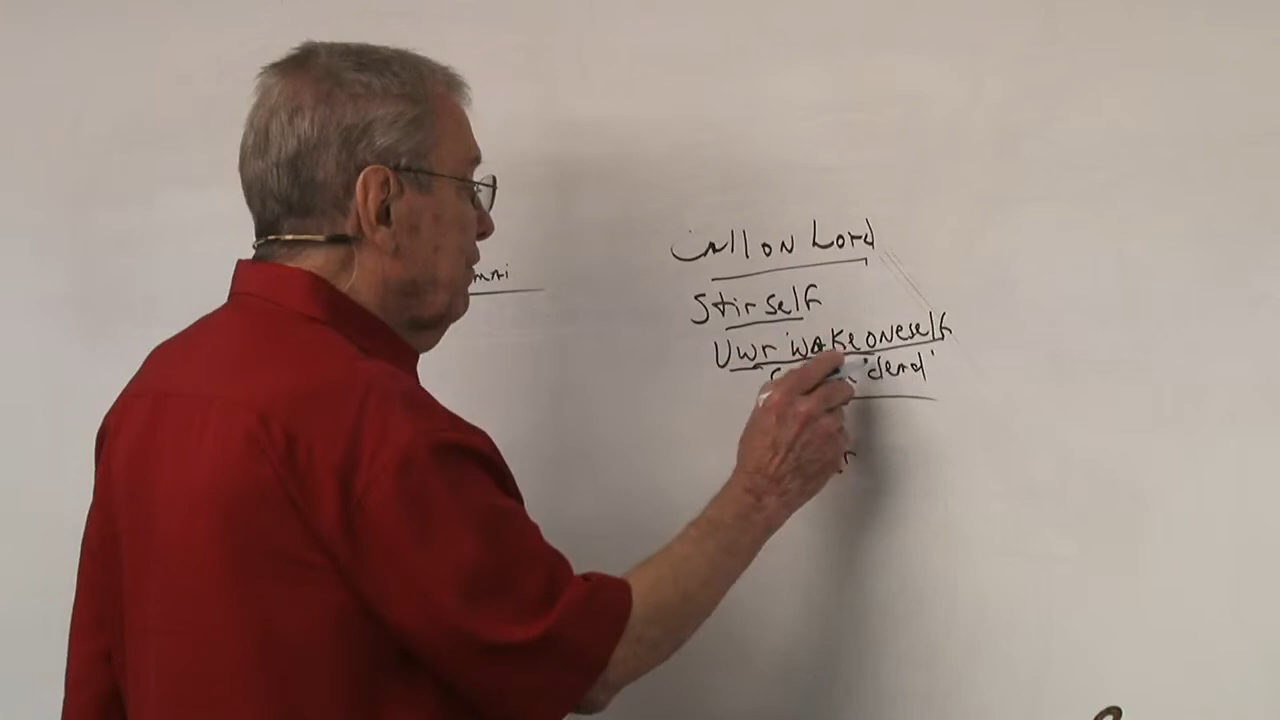 Call on Lord
Stir self
Uwr 'wake oneself
'dead'